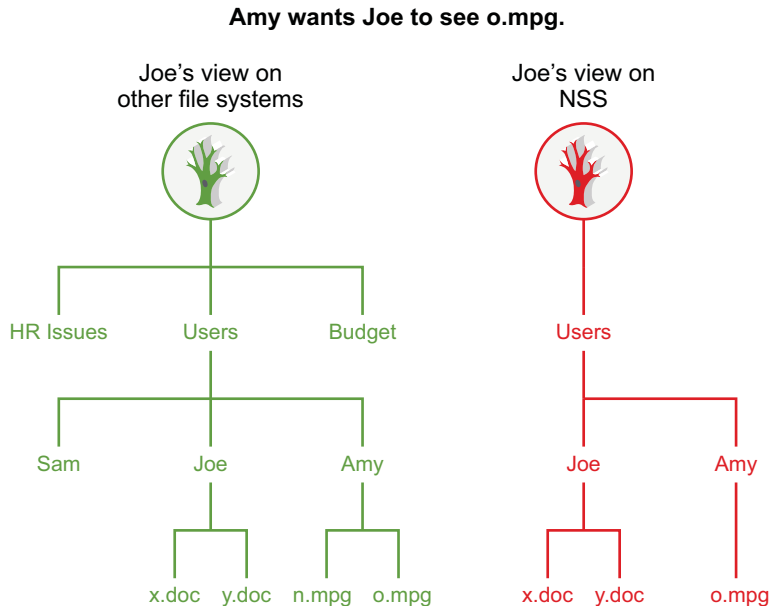 Amy wants Joe to see o.mpg.
Joe’s view on
other file systems
Joe’s view on
NSS
HR Issues Users Budget
Users
Sam Joe Amy
Joe Amy
x.doc y.doc n.mpg o.mpg
x.doc y.doc o.mpg